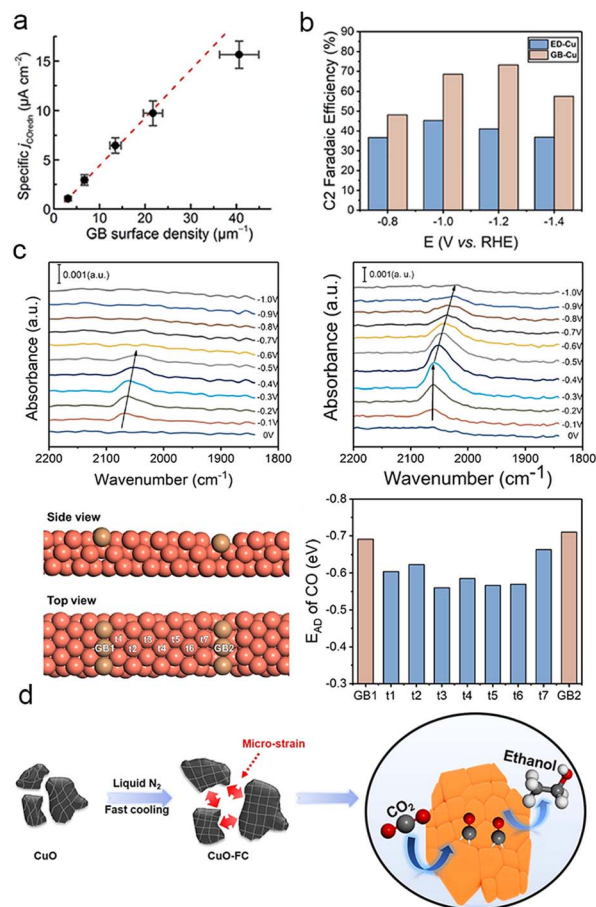 a
Specific jCOredn (μA cm−2)
15
10
5
0
0 10 20 30 40
GB surface density (μm−1)
b
C2 Faradaic Efficiency (%)
90
80
70
60
50
40
30
20
10
0
ED-Cu
GB-Cu
-0.8 -1.0 -1.2 -1.4
E (V vs. RHE)
c
0.001(a.u.)
Absorbance (a.u.)
-1.0V
-0.9V
-0.8V
-0.7V
-0.6V
-0.5V
-0.4V
-0.3V
-0.2V
-0.1V
0V
2200 2100 2000 1900 1800
Wavenumber (cm-1)
0.001(a.u.)
Absorbance (a.u.)
-1.0V
-0.9V
-0.8V
-0.7V
-0.6V
-0.5V
-0.4V
-0.3V
-0.2V
-0.1V
0V
2200 2100 2000 1900 1800
Wavenumber (cm-1)
Side view
Top view
GB1 t1 t2 t3 t4 t5 t6 t7 GB2
EAD of CO (eV)
-0.8
-0.7
-0.6
-0.5
-0.4
-0.3
GB1 t1 t2 t3 t4 t5 t6 t7 GB2
d
CuO
Liquid N2
Fast cooling
Micro-strain
CuO-FC
CO2
Ethanol